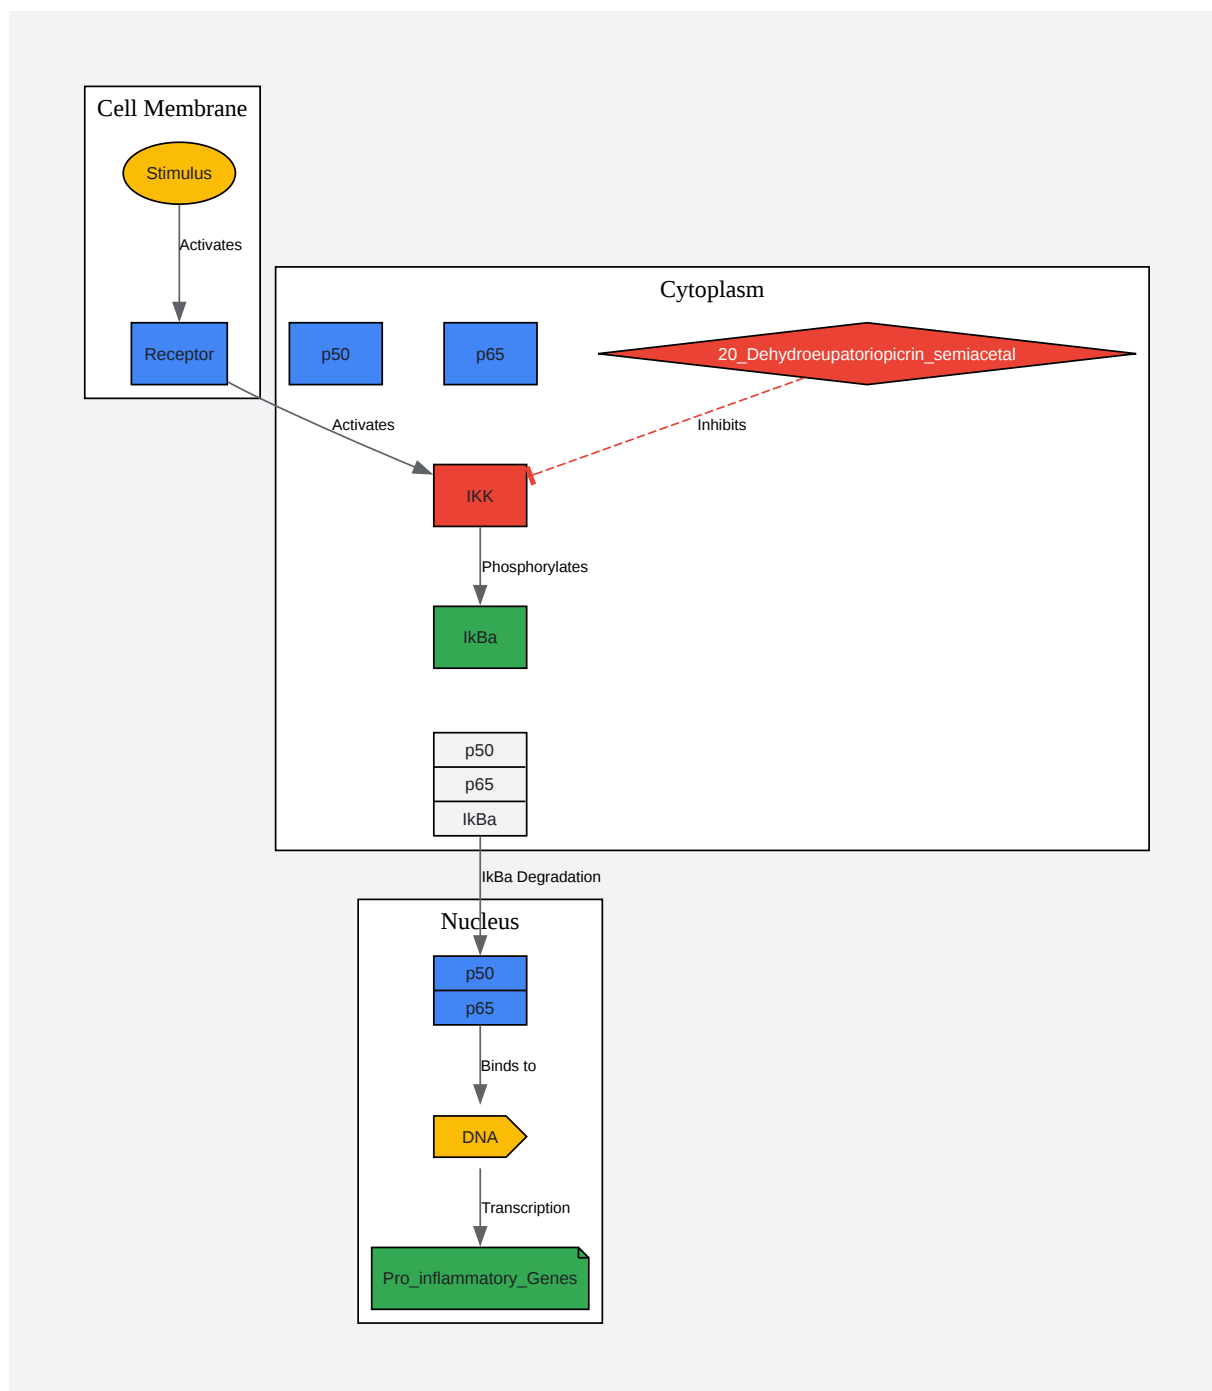 Cell Membrane
Stimulus
Activates
Receptor
Cytoplasm
p50
p65
20_Dehydroeupatoriopicrin_semiacetal
Activates
Inhibits
IKK
Phosphorylates
IkBa
p50
p65
IkBa
IkBa Degradation
Nucleus
p50
p65
Binds to
DNA
Transcription
Pro_inflammatory_Genes